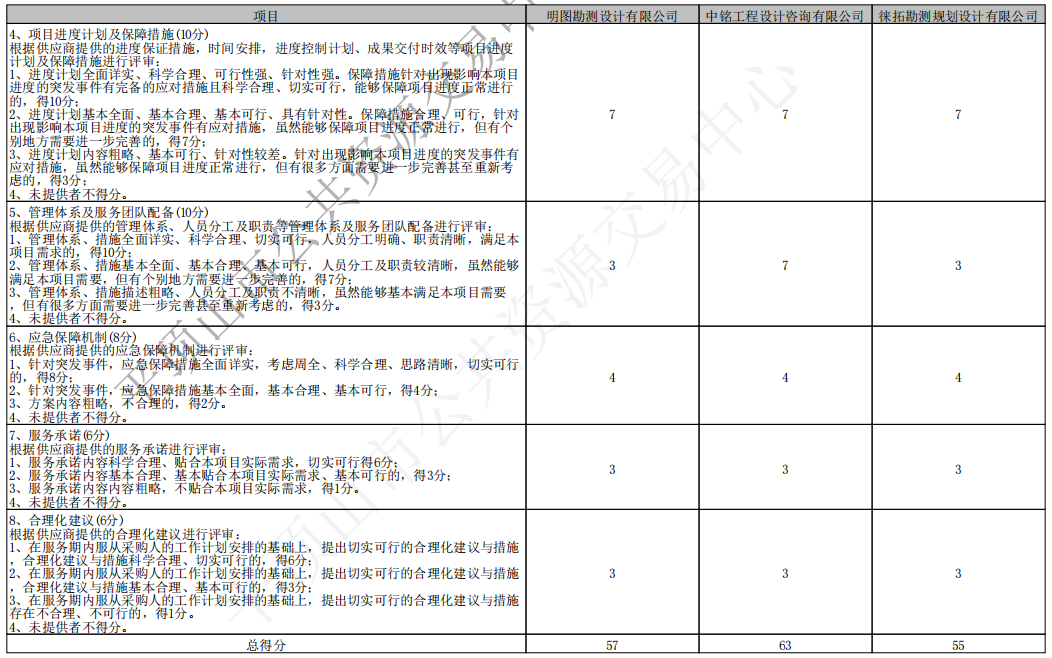 项目 明图勘测设计有限公司 中铭工程设计咨询有限公司 徕拓勘测规划设计有限公司
4、项目进度计划及保障措施(10分)
根据供应商提供的进度保证措施，时间安排，进度控制计划、成果交付时效等项目进度
计划及保障措施进行评审：
1、进度计划全面详实、科学合理、可行性强、针对性强。保障措施针对出现影响本项目
进度的突发事件有完备的应对措施且科学合理、切实可行，能够保障项目进度正常进行
的，得10分；
2、进度计划基本全面、基本合理、基本可行、具有针对性。保障措施合理、可行，针对
出现影响本项目进度的突发事件有应对措施，虽然能够保障项目进度正常进行，但有个
别地方需要进一步完善的，得7分；
3、进度计划内容粗略、基本可行、针对性较差。针对出现影响本项目进度的突发事件有
应对措施，虽然能够保障项目进度正常进行，但有很多方面需要进一步完善甚至重新考
虑的，得3分；
4、未提供者不得分。
7 7 7
5、管理体系及服务团队配备(10分)
根据供应商提供的管理体系、人员分工及职责等管理体系及服务团队配备进行评审：
1、管理体系、措施全面详实、科学合理、切实可行，人员分工明确、职责清晰，满足本
项目需求的，得10分；
2、管理体系、措施基本全面、基本合理、基本可行，人员分工及职责较清晰，虽然能够
满足本项目需要，但有个别地方需要进一步完善的，得7分；
3、管理体系、措施描述粗略、人员分工及职责不清晰，虽然能够基本满足本项目需要
，但有很多方面需要进一步完善甚至重新考虑的，得3分。
4、未提供者不得分。
3 7 3
6、应急保障机制(8分)
根据供应商提供的应急保障机制进行评审：
1、针对突发事件，应急保障措施全面详实，考虑周全、科学合理、思路清晰，切实可行
的，得8分；
2、针对突发事件，应急保障措施基本全面，基本合理、基本可行，得4分；
3、方案内容粗略，不合理的，得2分。
4、未提供者不得分。
4 4 4
7、服务承诺(6分)
根据供应商提供的服务承诺进行评审：
1、服务承诺内容科学合理、贴合本项目实际需求，切实可行得6分；
2、服务承诺内容基本合理、基本贴合本项目实际需求、基本可行的，得3分；
3、服务承诺内容内容粗略，不贴合本项目实际需求，得1分。
4、未提供者不得分。
3 3 3
8、合理化建议(6分)
根据供应商提供的合理化建议进行评审：
1、在服务期内服从采购人的工作计划安排的基础上，提出切实可行的合理化建议与措施
，合理化建议与措施科学合理、切实可行的，得6分；
2、在服务期内服从采购人的工作计划安排的基础上，提出切实可行的合理化建议与措施
，合理化建议与措施基本合理、基本可行的，得3分；
3、在服务期内服从采购人的工作计划安排的基础上，提出切实可行的合理化建议与措施
存在不合理、不可行的，得1分。
4、未提供者不得分。
3 3 3
总得分 57 63 55
平顶山市公共资源交易中心
平顶山市公共资源交易中心